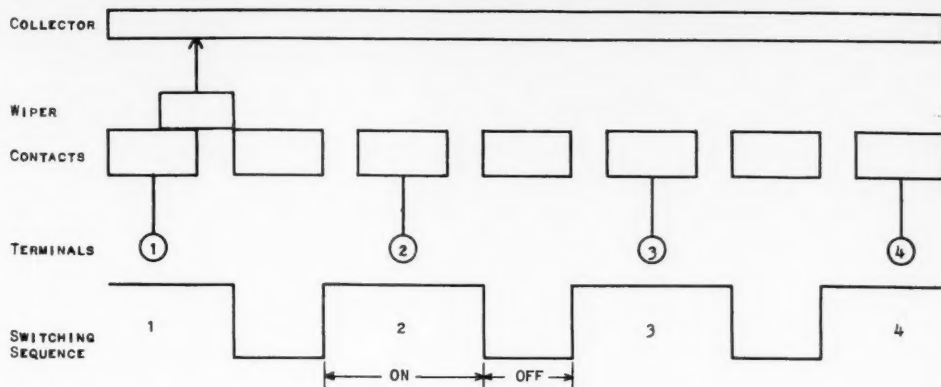 COLLECTOR
WIPER
CONTACTS
TERMINALS 1 2 3 4
1 2 3 4
SWITCHING
SEQUENCE
ON OFF